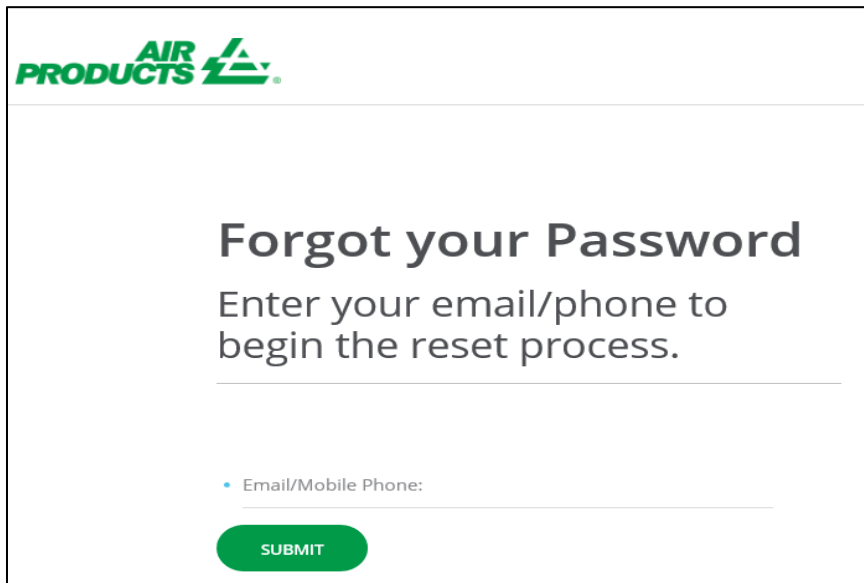 AIR
PRODUCTS
®
Forgot your Password
Enter your email/phone to
begin the reset process.
• Email/Mobile Phone:
SUBMIT